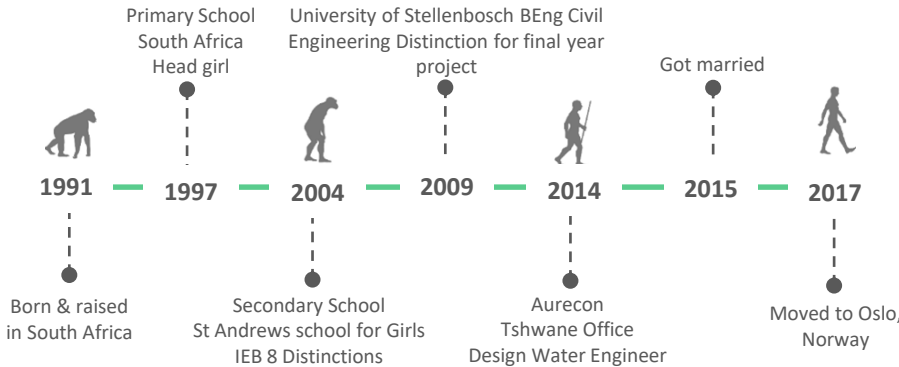 Primary School
South Africa
Head girl
University of Stellenbosch BEng Civil
Engineering Distinction for final year
project
Got married
1991
1997
2004
2009
2014
2015
2017
Born & raised
in South Africa
Secondary School
St Andrews school for Girls
IEB 8 Distinctions
Aurecon
Tshwane Office
Design Water Engineer
Moved to Oslo,
Norway